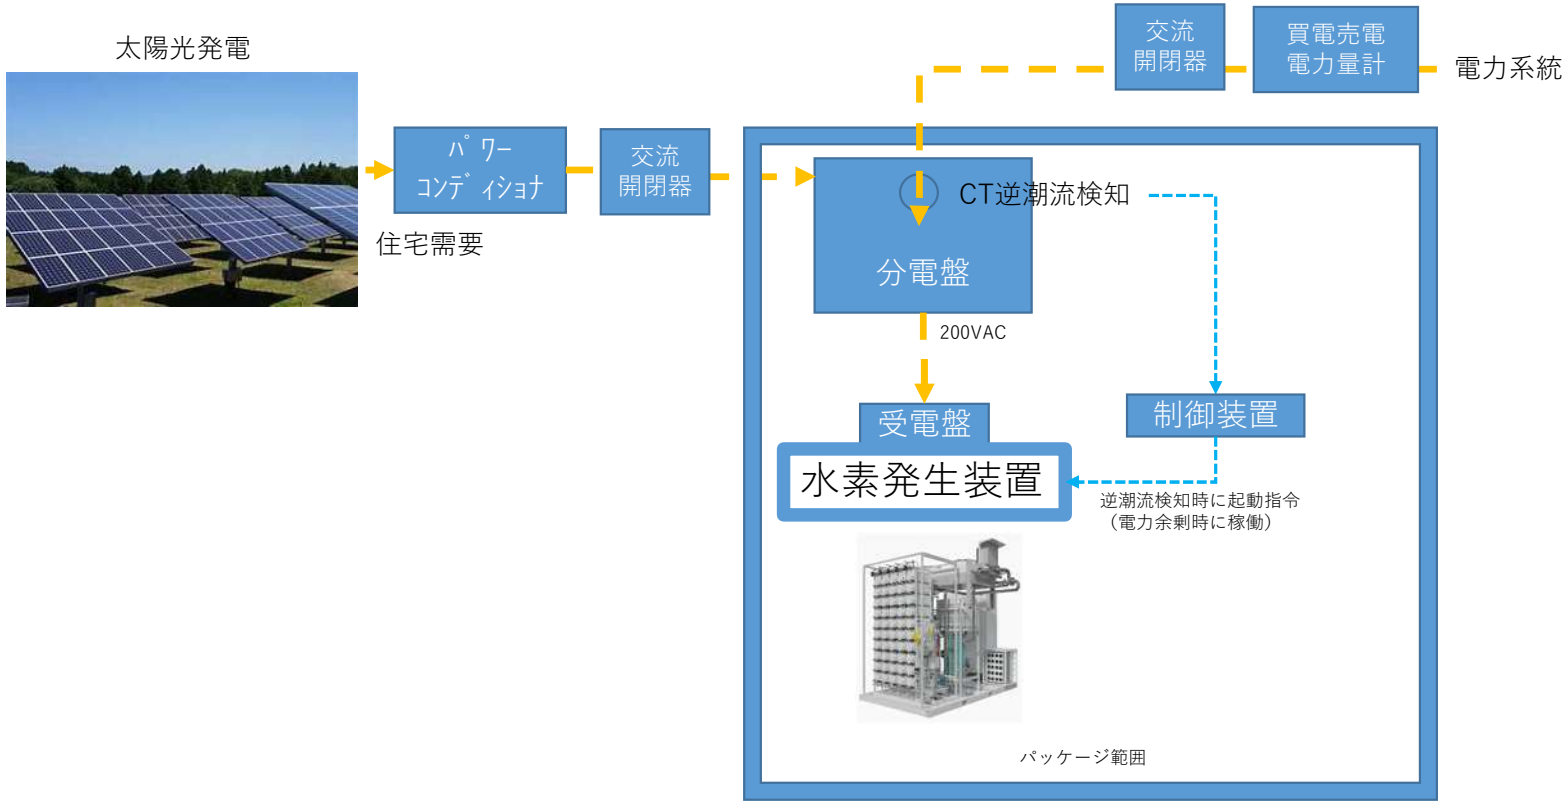 太陽光発電
パワー
コンディショナ
住宅需要
交流
開閉器
交流
開閉器
買電売電
電力量計
電力系統
CT逆潮流検知
分電盤
200VAC
受電盤
水素発生装置
制御装置
逆潮流検知時に起動指令
（電力余剰時に稼働）
パッケージ範囲